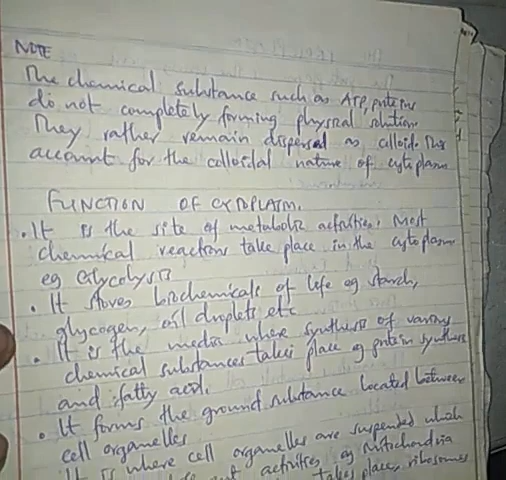 NOTE
The chemical substance such as ATP, proteins
do not completely forming physical solution
They rather remain dispersed as colloids. This
account for the colloidal nature of cytoplasm
FUNCTION OF CYTOPLASM.
• It is the site of metabolic activities. Most
chemical reactions take place in the cytoplasm
eg Glycolysis
• It stores biochemicals of life eg starch,
glycogen, oil droplets etc
• It is the media where synthesis of varying
chemical substances takes place eg protein synthesis
and fatty acid.
• It forms the ground substance located between
cell organelles
It is where cell organelles are suspended which
activities eg mitochondria
takes place, ribosomes